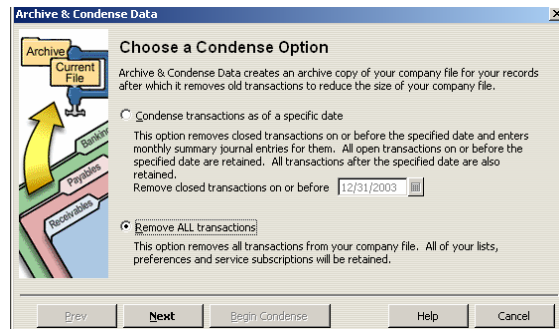 Archive & Condense Data
Archive
Current
File
Banking
Payables
Receivables
Choose a Condense Option
Archive & Condense Data creates an archive copy of your company file for your records
after which it removes old transactions to reduce the size of your company file.
Condense transactions as of a specific date
This option removes closed transactions on or before the specified date and enters
monthly summary journal entries for them. All open transactions on or before the
specified date are retained. All transactions after the specified date are also
retained.
Remove closed transactions on or before 12/31/2003
Remove ALL transactions
This option removes all transactions from your company file. All of your lists,
preferences and service subscriptions will be retained.
Prev Next Begin Condense Help Cancel